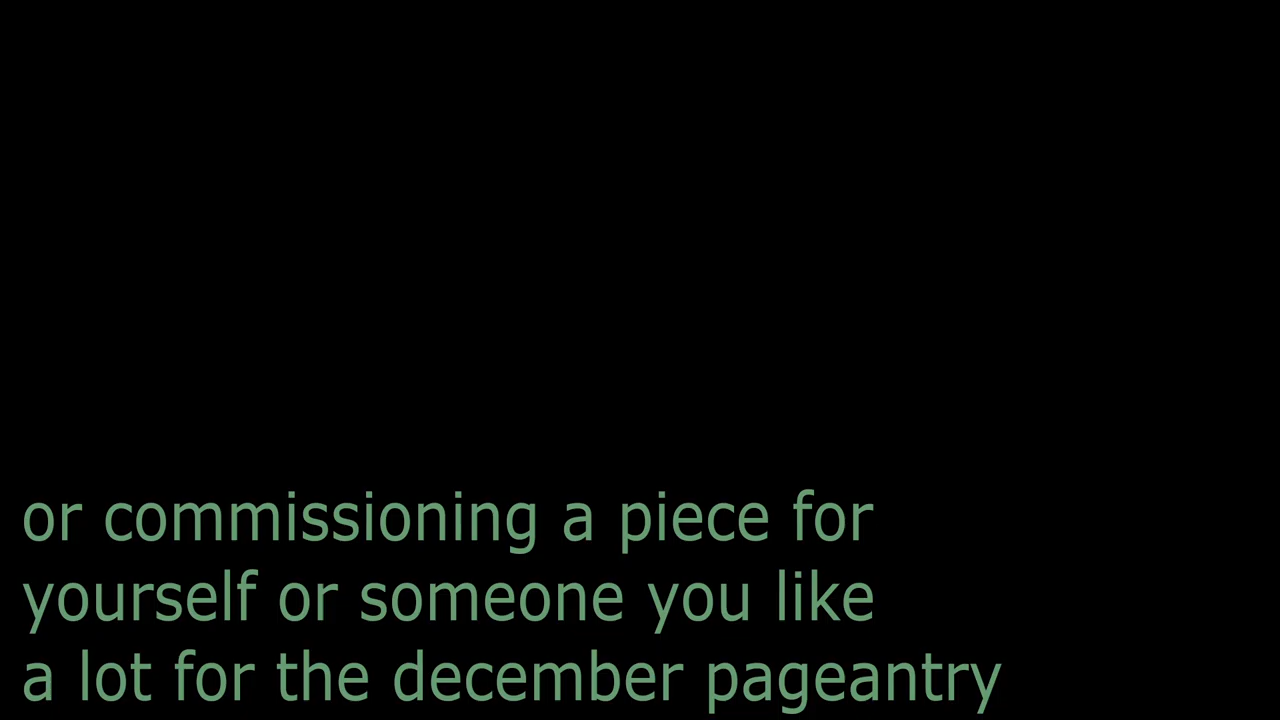 or commissioning a piece for
yourself or someone you like
a lot for the december pageantry